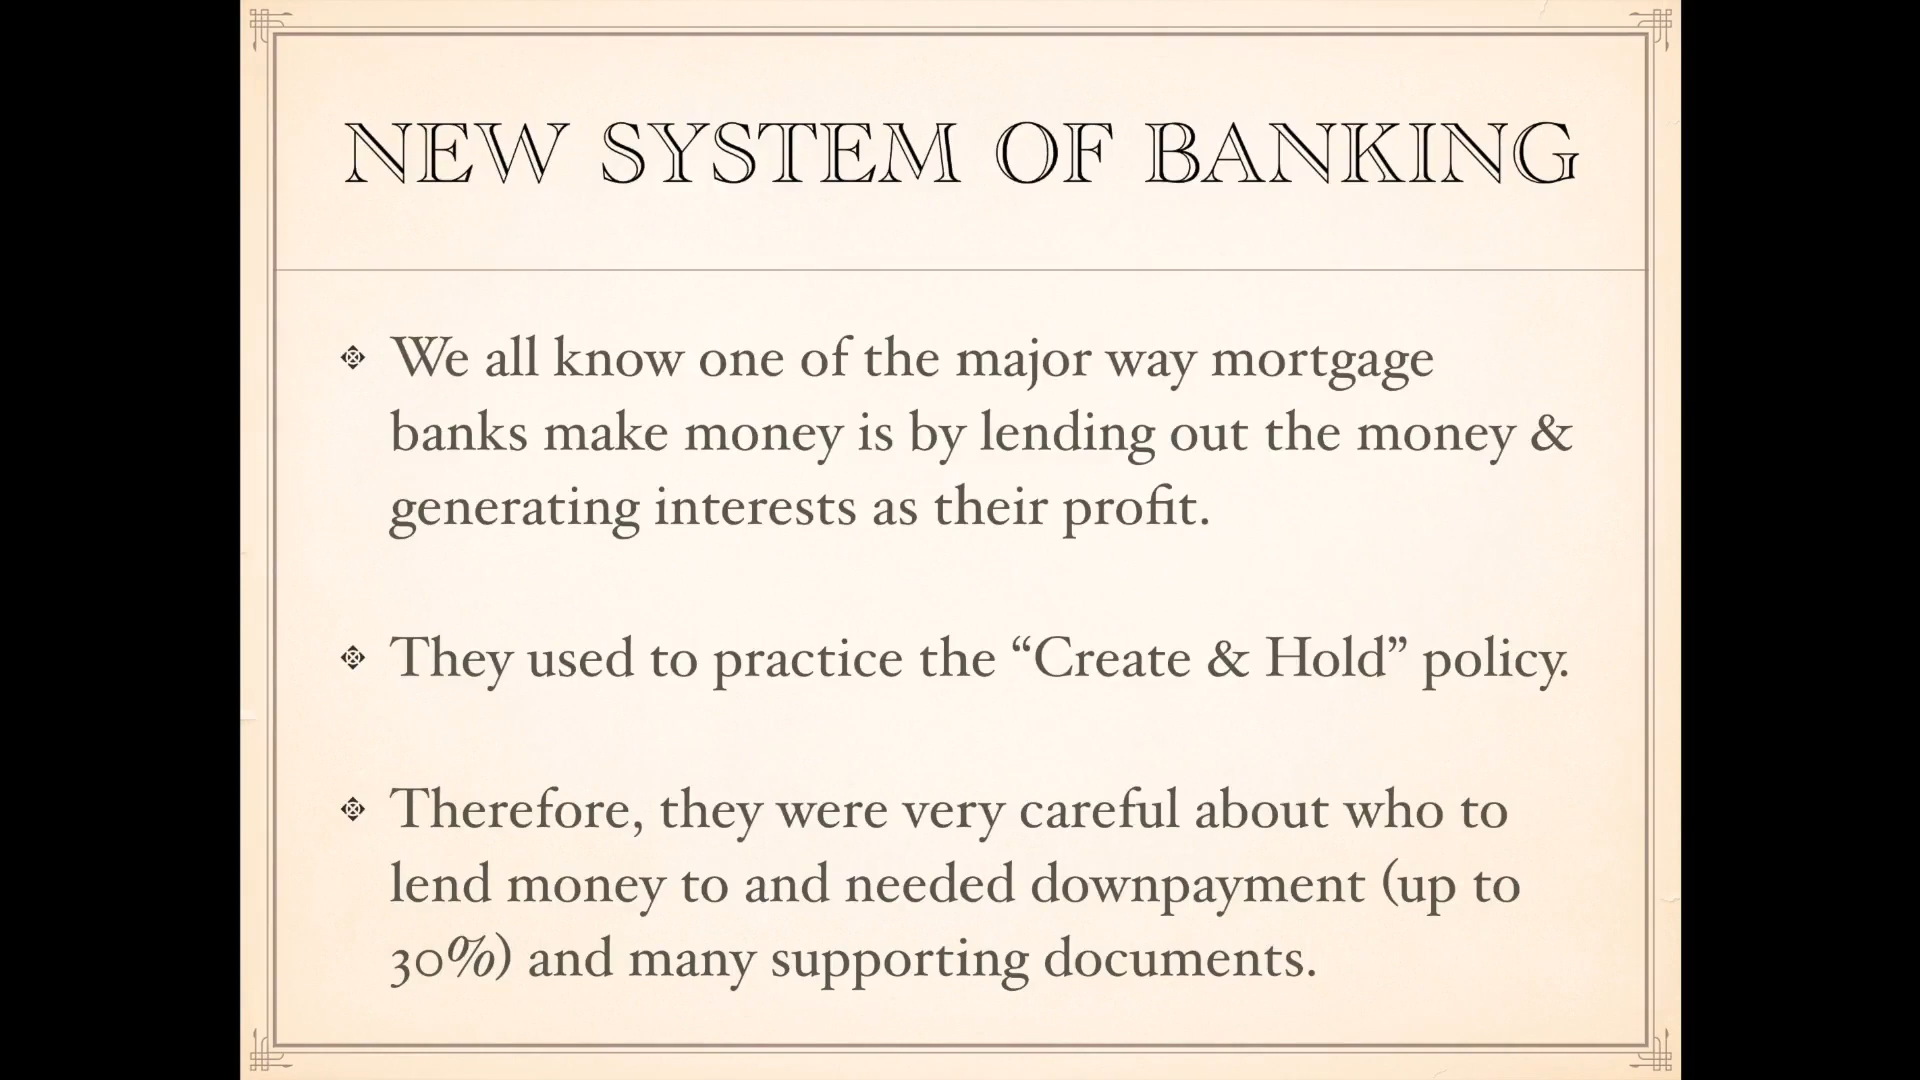 NEW SYSTEM OF BANKING
We all know one of the major way mortgage
banks make money is by lending out the money &
generating interests as their profit.
They used to practice the “Create & Hold” policy.
Therefore, they were very careful about who to
lend money to and needed downpayment (up to
30%) and many supporting documents.